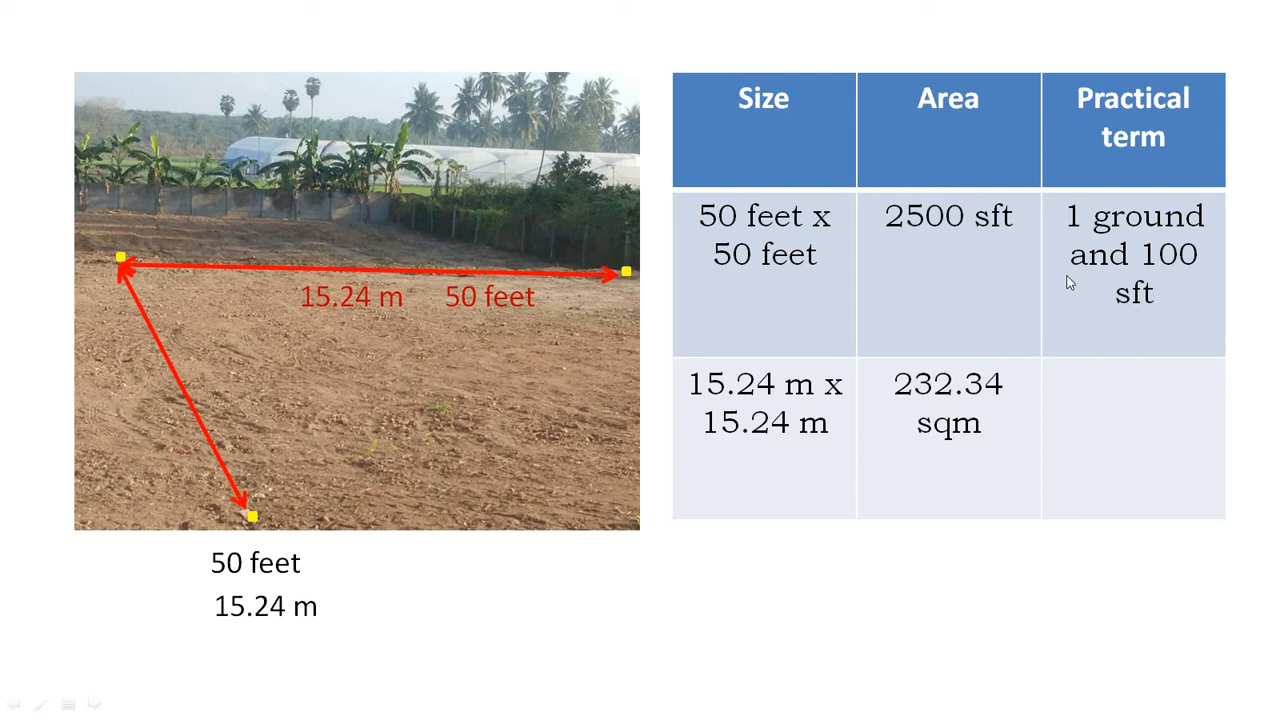 15.24 m 50 feet
50 feet
15.24 m
Size Area Practical
term
50 feet x 2500 sft 1 ground
50 feet and 100
sft
15.24 m x 232.34
15.24 m sqm